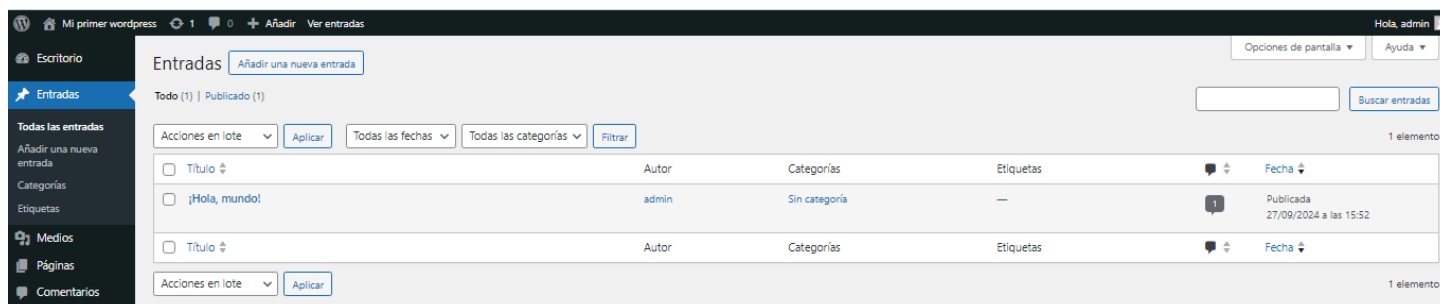 Mi primer wordpress 1 0 Añadir Ver entradas Hola, admin
Escritorio
Entradas
Todas las entradas
Añadir una nueva
entrada
Categorías
Etiquetas
Medios
Páginas
Comentarios
Opciones de pantalla Ayuda
Entradas Añadir una nueva entrada
Todo (1) | Publicado (1)
Buscar entradas
Acciones en lote Aplicar Todas las fechas Todas las categorías Filtrar
1 elemento
Título Autor Categorías Etiquetas Fecha
¡Hola, mundo! admin Sin categoría — 1 Publicada
27/09/2024 a las 15:52
Título Autor Categorías Etiquetas Fecha
Acciones en lote Aplicar
1 elemento